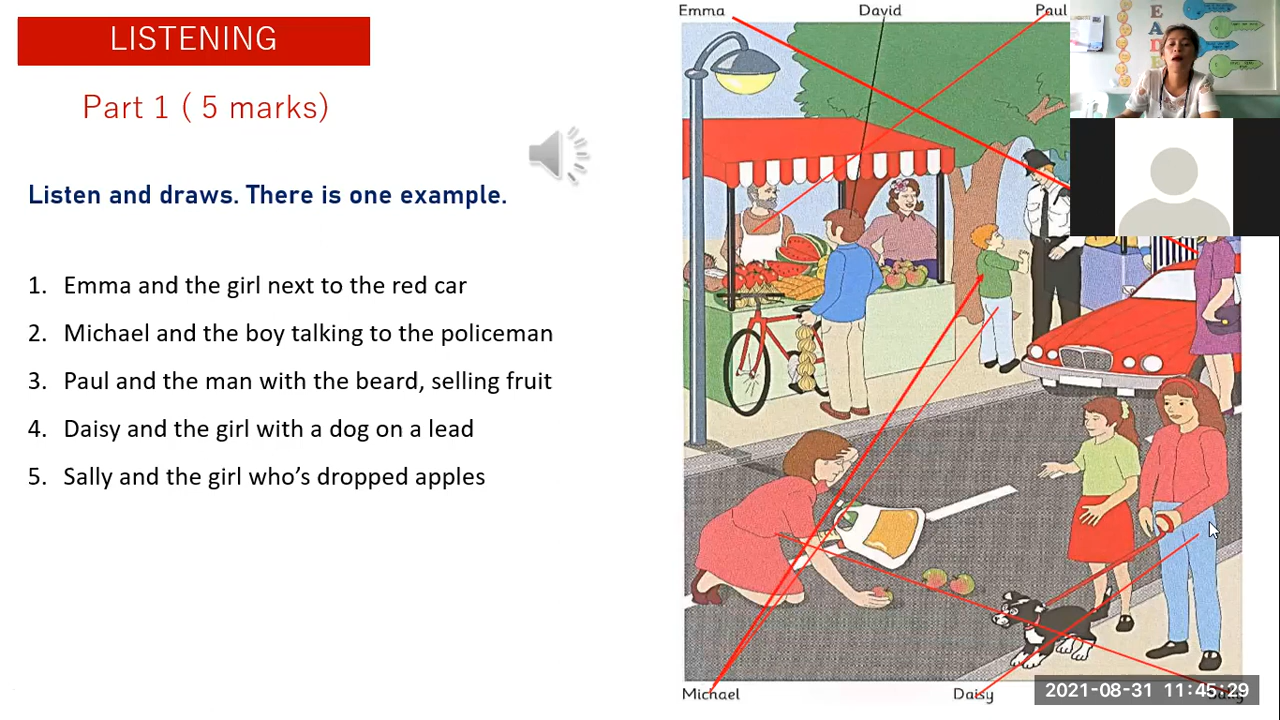 LISTENING
Part 1 ( 5 marks)
Listen and draws. There is one example.
1. Emma and the girl next to the red car
2. Michael and the boy talking to the policeman
3. Paul and the man with the beard, selling fruit
4. Daisy and the girl with a dog on a lead
5. Sally and the girl who's dropped apples
Emma David Paul
E
A
D
E
Michael Daisy
2021-08-31 11:45:29